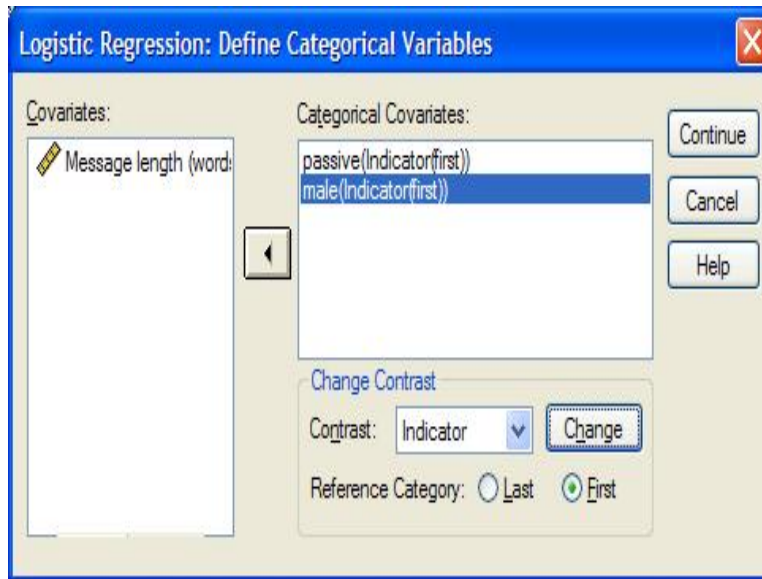 Logistic Regression: Define Categorical Variables
Covariates:
Message length (words
Categorical Covariates:
passive(Indicator(first))
male(Indicator(first))
Continue
Cancel
Help
Change Contrast
Contrast: Indicator Change
Reference Category: Last First